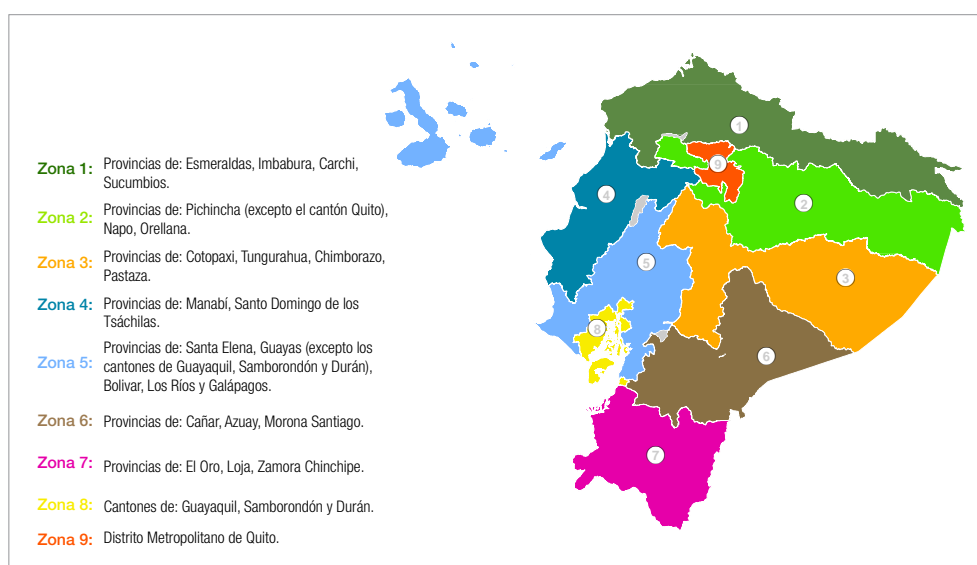 Zona 1: Provincias de: Esmeraldas, Imbabura, Carchi,
Sucumbios.
Zona 2: Provincias de: Pichincha (excepto el cantón Quito),
Napo, Orellana.
Zona 3: Provincias de: Cotopaxi, Tungurahua, Chimborazo,
Pastaza.
Zona 4: Provincias de: Manabí, Santo Domingo de los
Tsáchilas.
Zona 5: Provincias de: Santa Elena, Guayas (excepto los
cantones de Guayaquil, Samborondón y Durán),
Bolivar, Los Ríos y Galápagos.
Zona 6: Provincias de: Cañar, Azuay, Morona Santiago.
Zona 7: Provincias de: El Oro, Loja, Zamora Chinchipe.
Zona 8: Cantones de: Guayaquil, Samborondón y Durán.
Zona 9: Distrito Metropolitano de Quito.
1
9
4
2
5
3
8
6
7